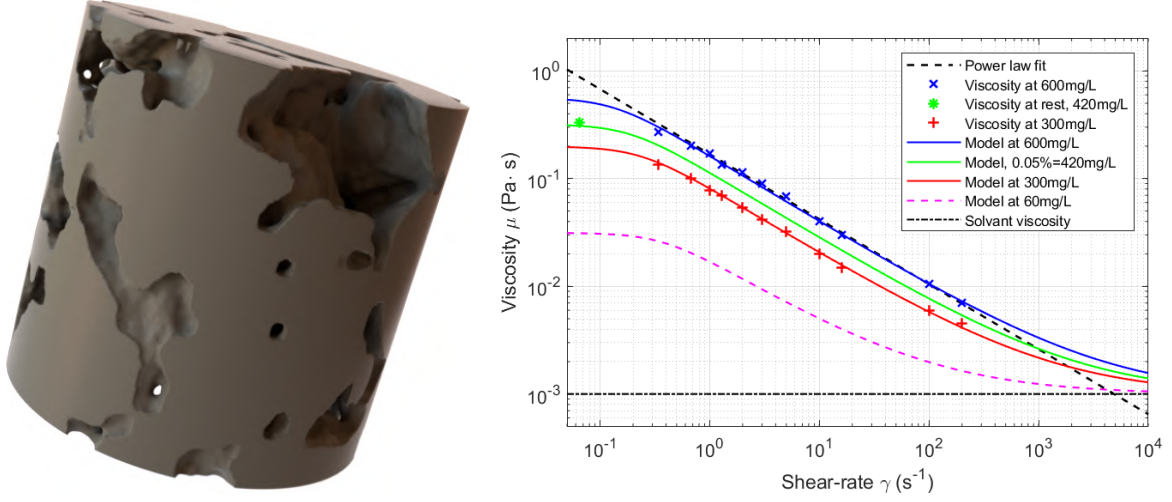 Viscosity μ (Pa· s)
10^0
10^-1
10^-2
10^-3
10^-1
10^0
10^1
10^2
10^3
10^4
Shear-rate γ (s^-1)
Power law fit
Viscosity at 600mg/L
Viscosity at rest, 420mg/L
Viscosity at 300mg/L
Model at 600mg/L
Model, 0.05%=420mg/L
Model at 300mg/L
Model at 60mg/L
Solvant viscosity